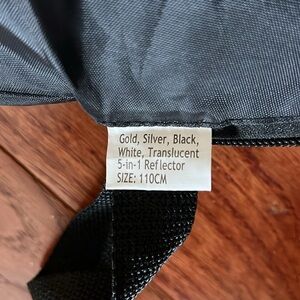 Gold, Silver, Black,
White, Translucent
5-in-1 Reflector
SIZE: 110CM